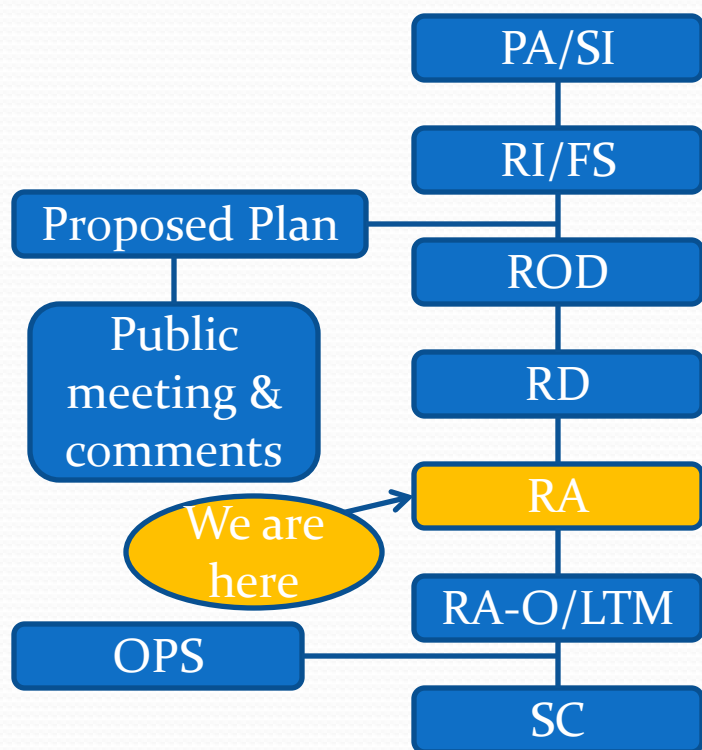 PA/SI
RI/FS
Proposed Plan
ROD
Public
meeting &
comments
RD
RA
We are
here
RA-O/LTM
OPS
SC